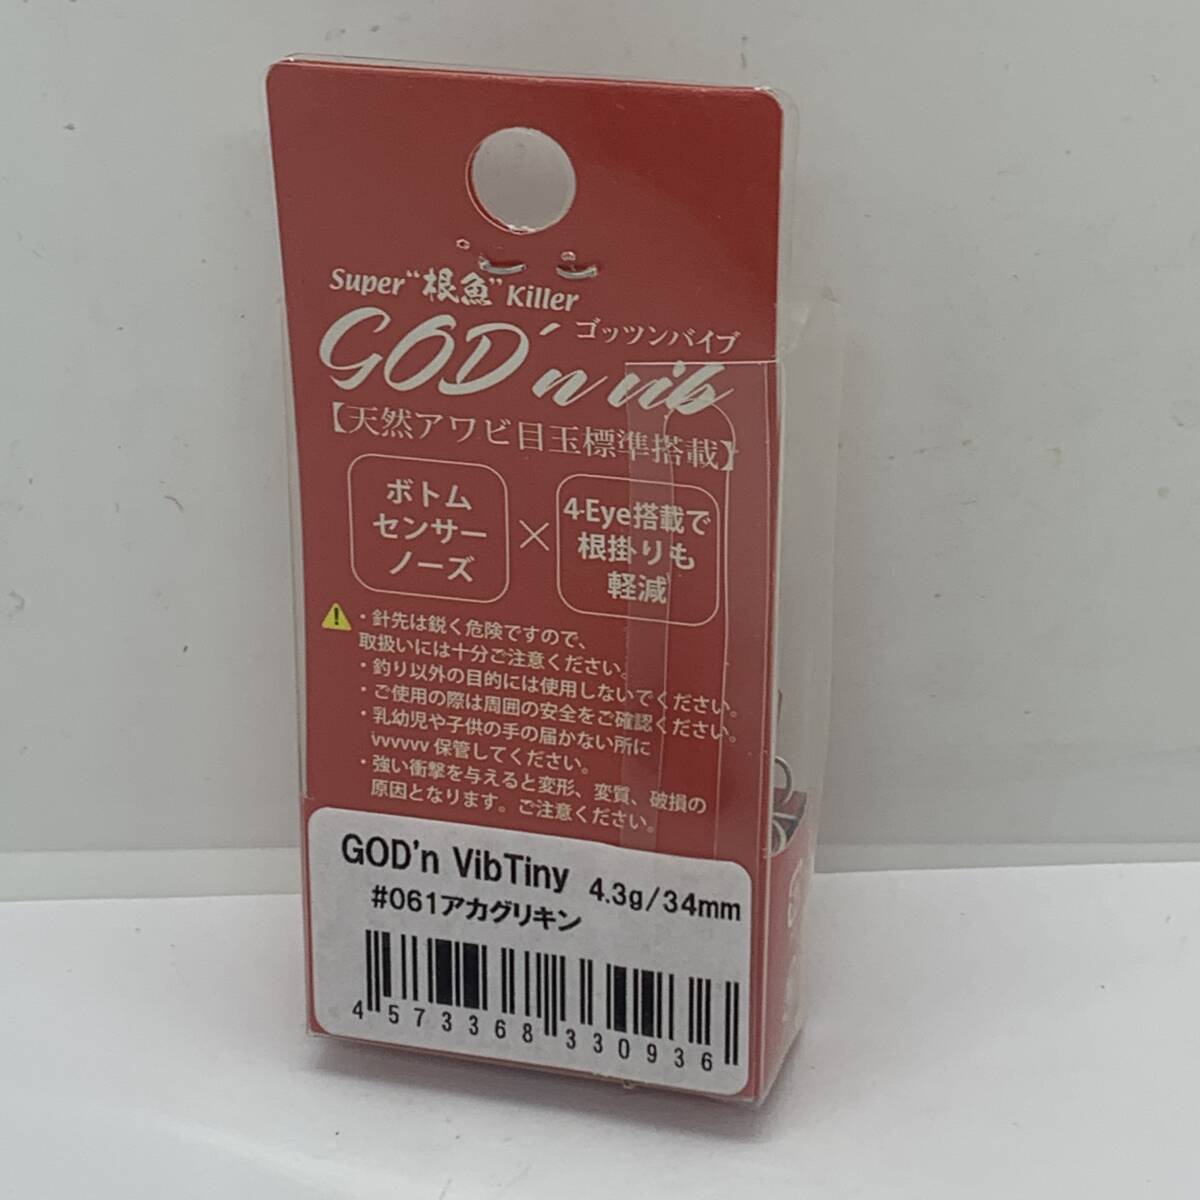 Super“根魚”Killer
ゴッツンバイブ
GOD'n vib
【天然アワビ目玉標準搭載】
ボトム
センサー
ノーズ
×
4-Eye搭載で
根掛りも
軽減
・針先は鋭く危険ですので、
取扱いには十分ご注意ください。
・釣り以外の目的には使用しないでください。
・ご使用の際は周囲の安全をご確認ください。
・乳幼児や子供の手の届かない所に
vvvvvv 保管してください。
・強い衝撃を与えると変形、変質、破損の
原因となります。ご注意ください。
GOD'n VibTiny 4.3g/34mm
#061アカグリキン
4 573368 330936